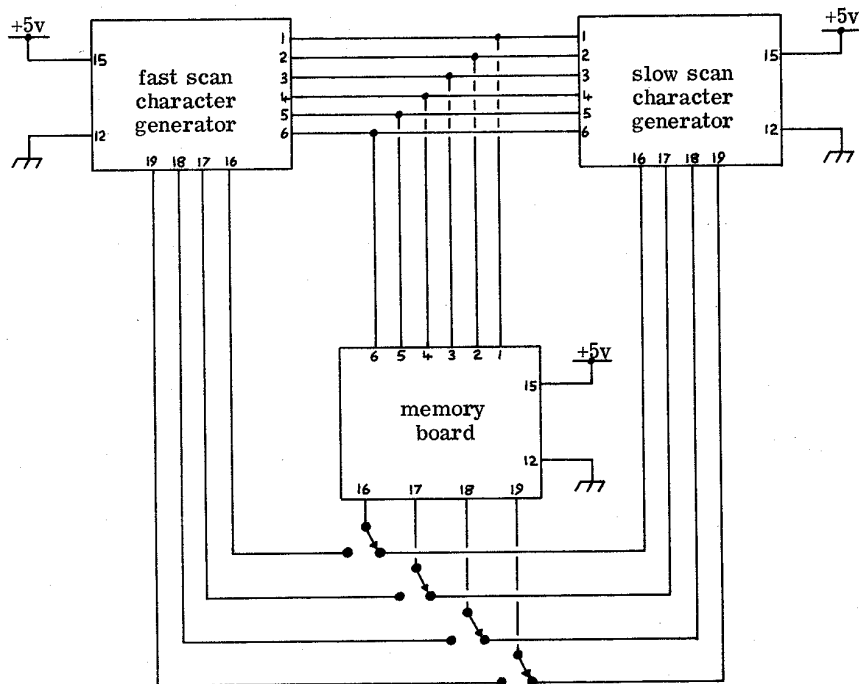 +5v
15
fast scan
character
generator
12
19 18 17 16
1
2
3
4
5
6
1
2
3
4
5
6
slow scan
character
generator
+5v
15
12
16 17 18 19
6 5 4 3 2 1
memory
board
+5v
15
12
16 17 18 19